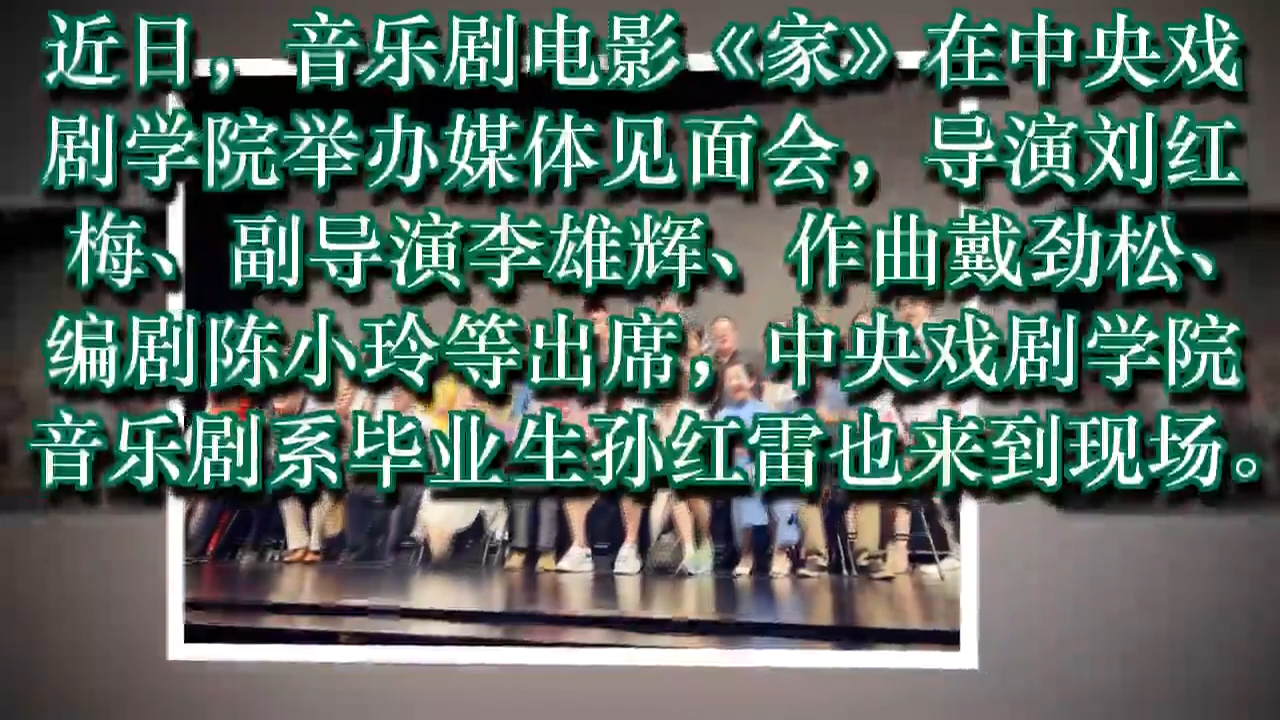 近日，音乐剧电影《家》在中央戏
剧学院举办媒体见面会，导演刘红
梅、副导演李雄辉、作曲戴劲松、
编剧陈小玲等出席，中央戏剧学院
音乐剧系毕业生孙红雷也来到现场。